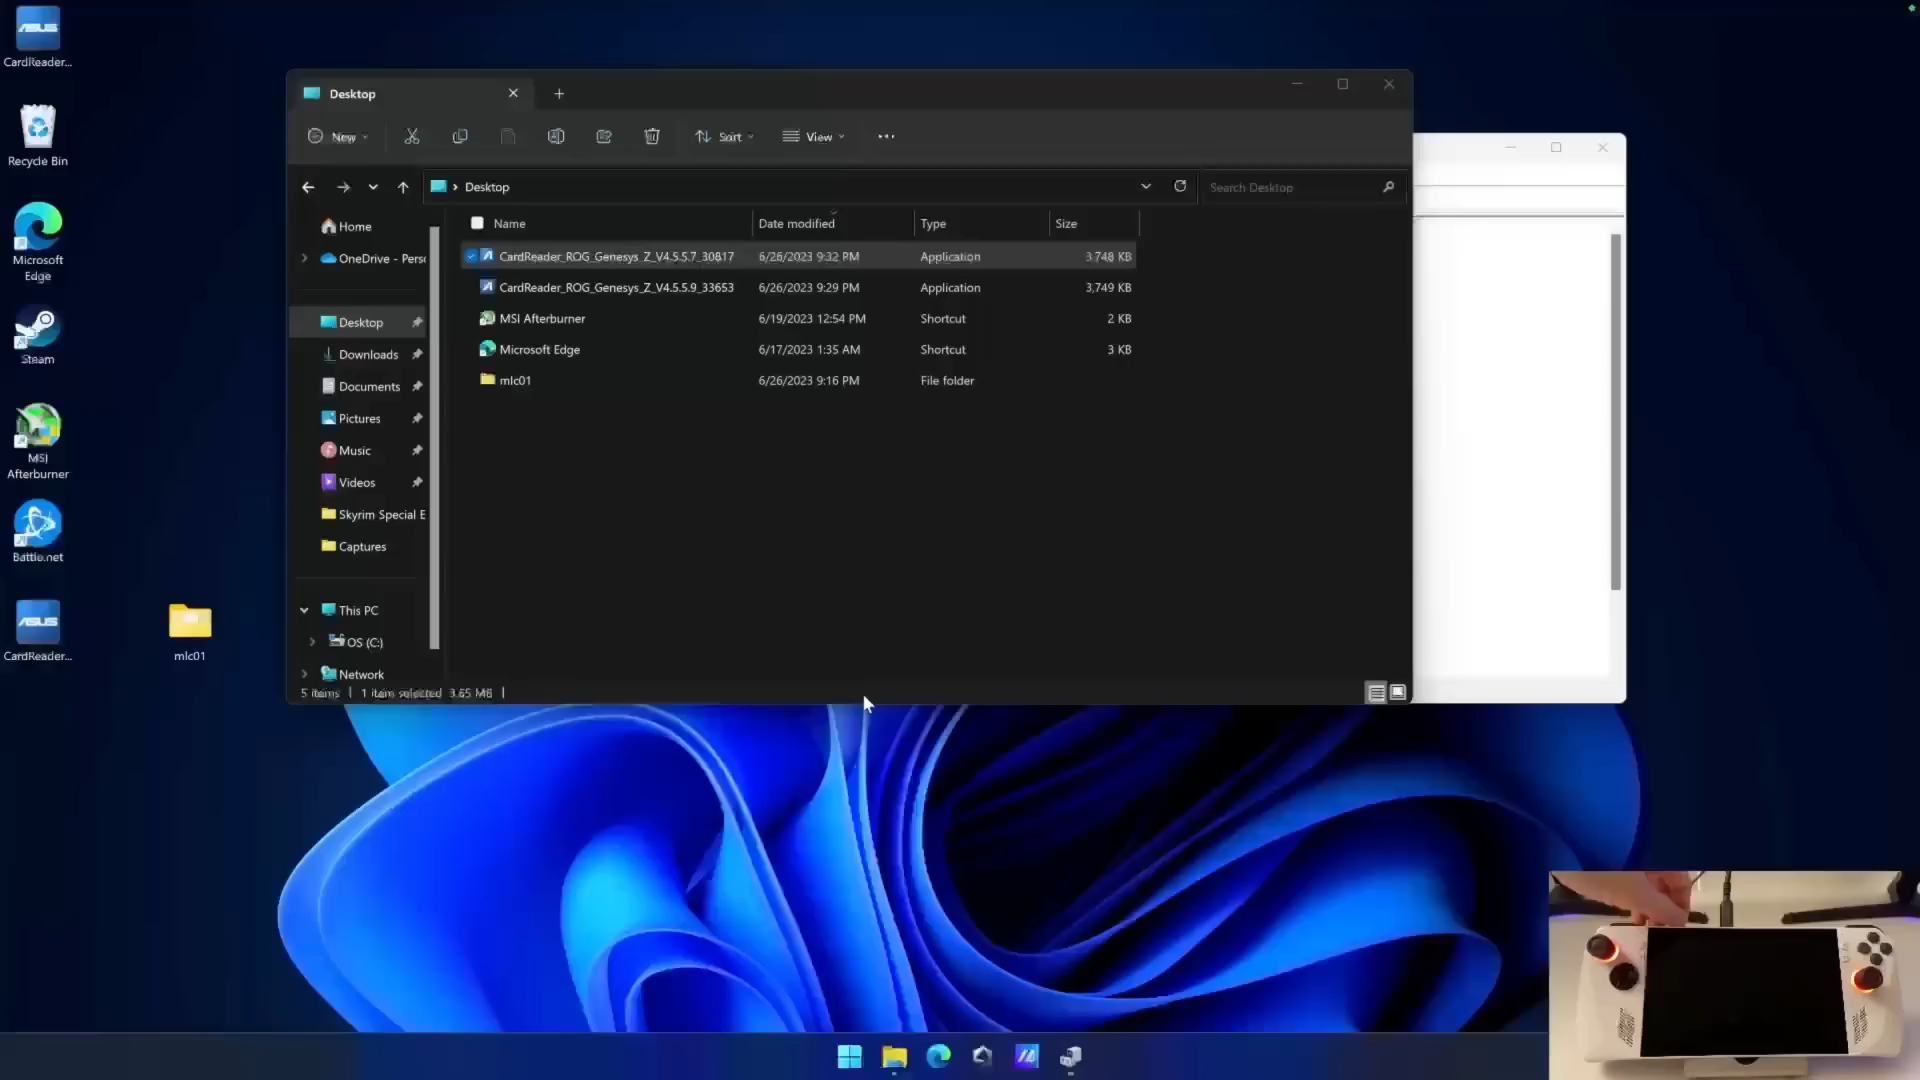 ASUS
CardReader...
Recycle Bin
Microsoft
Edge
Steam
MSI
Afterburner
Battle.net
ASUS
CardReader...
mlc01
Desktop
New
Sort
View
Desktop
Search Desktop
Name
Date modified
Type
Size
CardReader_ROG_Genesys_Z_V4.5.5.7_30817 6/26/2023 9:32 PM Application 3,748 KB
CardReader_ROG_Genesys_Z_V4.5.5.9_33653 6/26/2023 9:29 PM Application 3,749 KB
MSI Afterburner 6/19/2023 12:54 PM Shortcut 2 KB
Microsoft Edge 6/17/2023 1:35 AM Shortcut 3 KB
mlc01 6/26/2023 9:16 PM File folder
Home
OneDrive - Pers
Desktop
Downloads
Documents
Pictures
Music
Videos
Skyrim Special E
Captures
This PC
OS (C:)
Network
5 items 1 item selected 3.65 MB